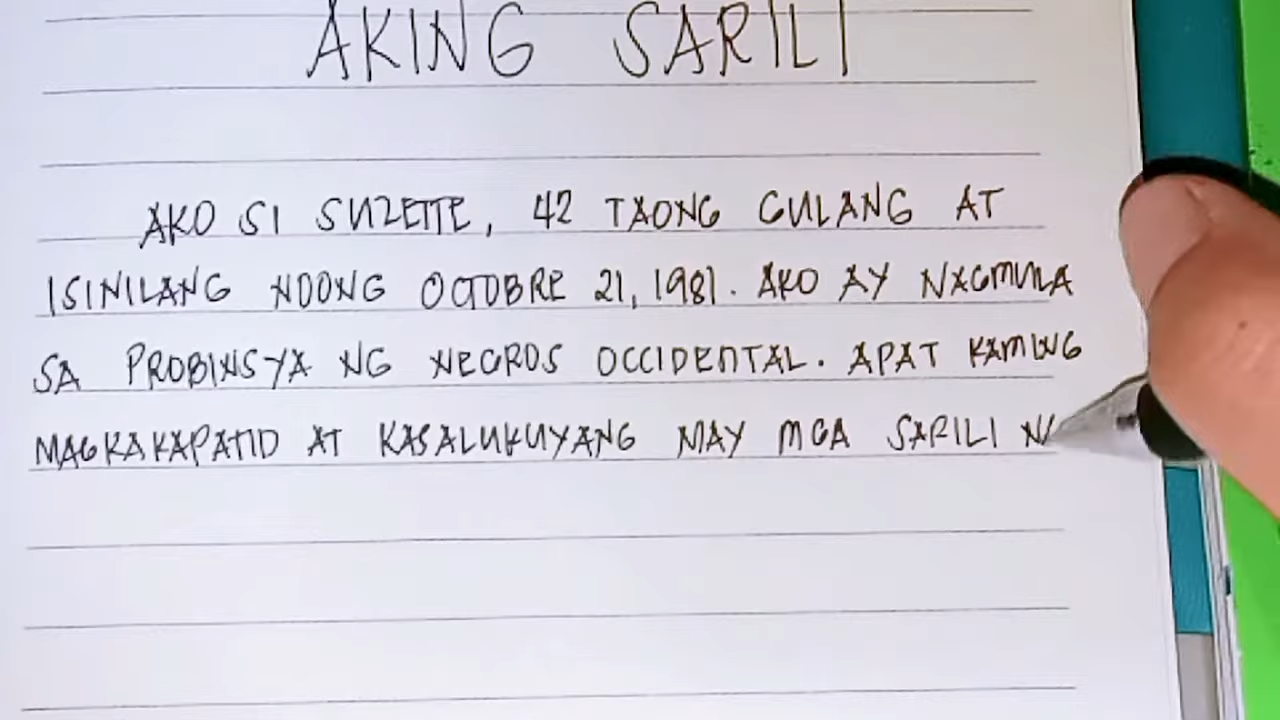 AKING SARILI
AKO SI SUZETTE, 42 TAONG GULANG AT
ISINILANG NOONG OCTOBRE 21, 1981. AKO AY NAGMULA
SA PROBINSYA NG NEGROS OCCIDENTAL. APAT KAMING
MAGKAKAPATID AT KASALUKUYANG MAY MGA SARILI